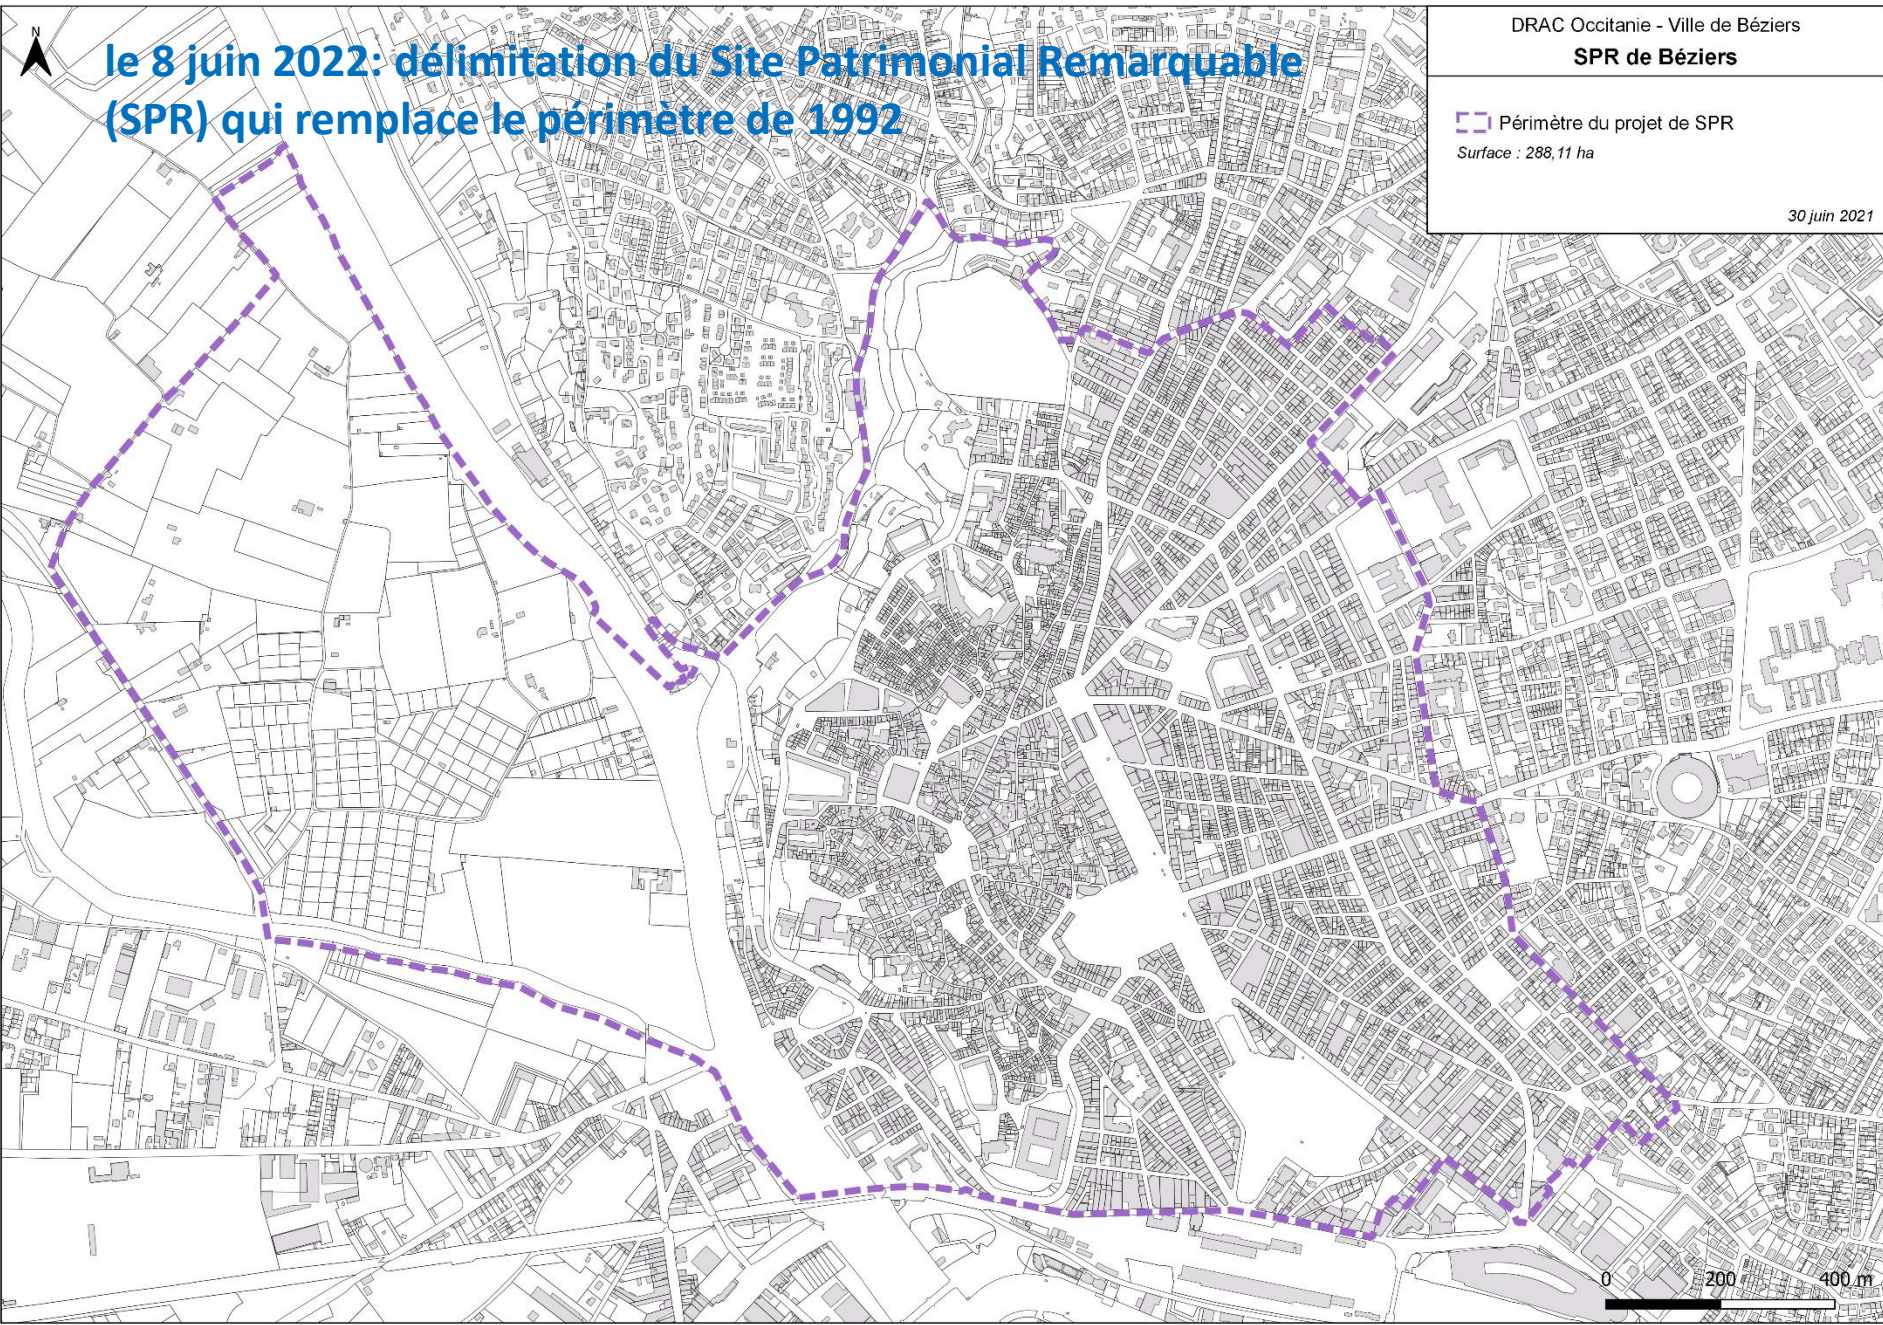 N
le 8 juin 2022: délimitation du Site Patrimonial Remarquable
(SPR) qui remplace le périmètre de 1992
DRAC Occitanie - Ville de Béziers
SPR de Béziers
Périmètre du projet de SPR
Surface : 288,11 ha
30 juin 2021
0 200 400 m